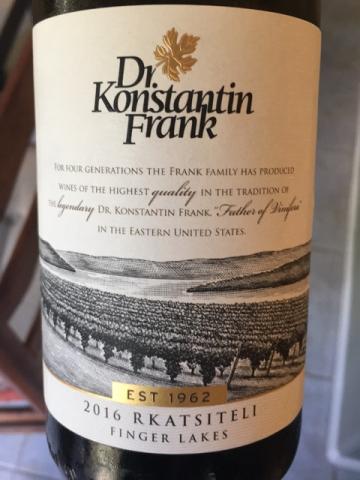 Dr.
Konstantin
Frank
FOR FOUR GENERATIONS THE FRANK FAMILY HAS PRODUCED
WINES OF THE HIGHEST quality IN THE TRADITION OF
THE legendary DR. KONSTANTIN FRANK, "Father of Vinifera"
IN THE EASTERN UNITED STATES.
EST 1962
2016 RKATSITELI
FINGER LAKES